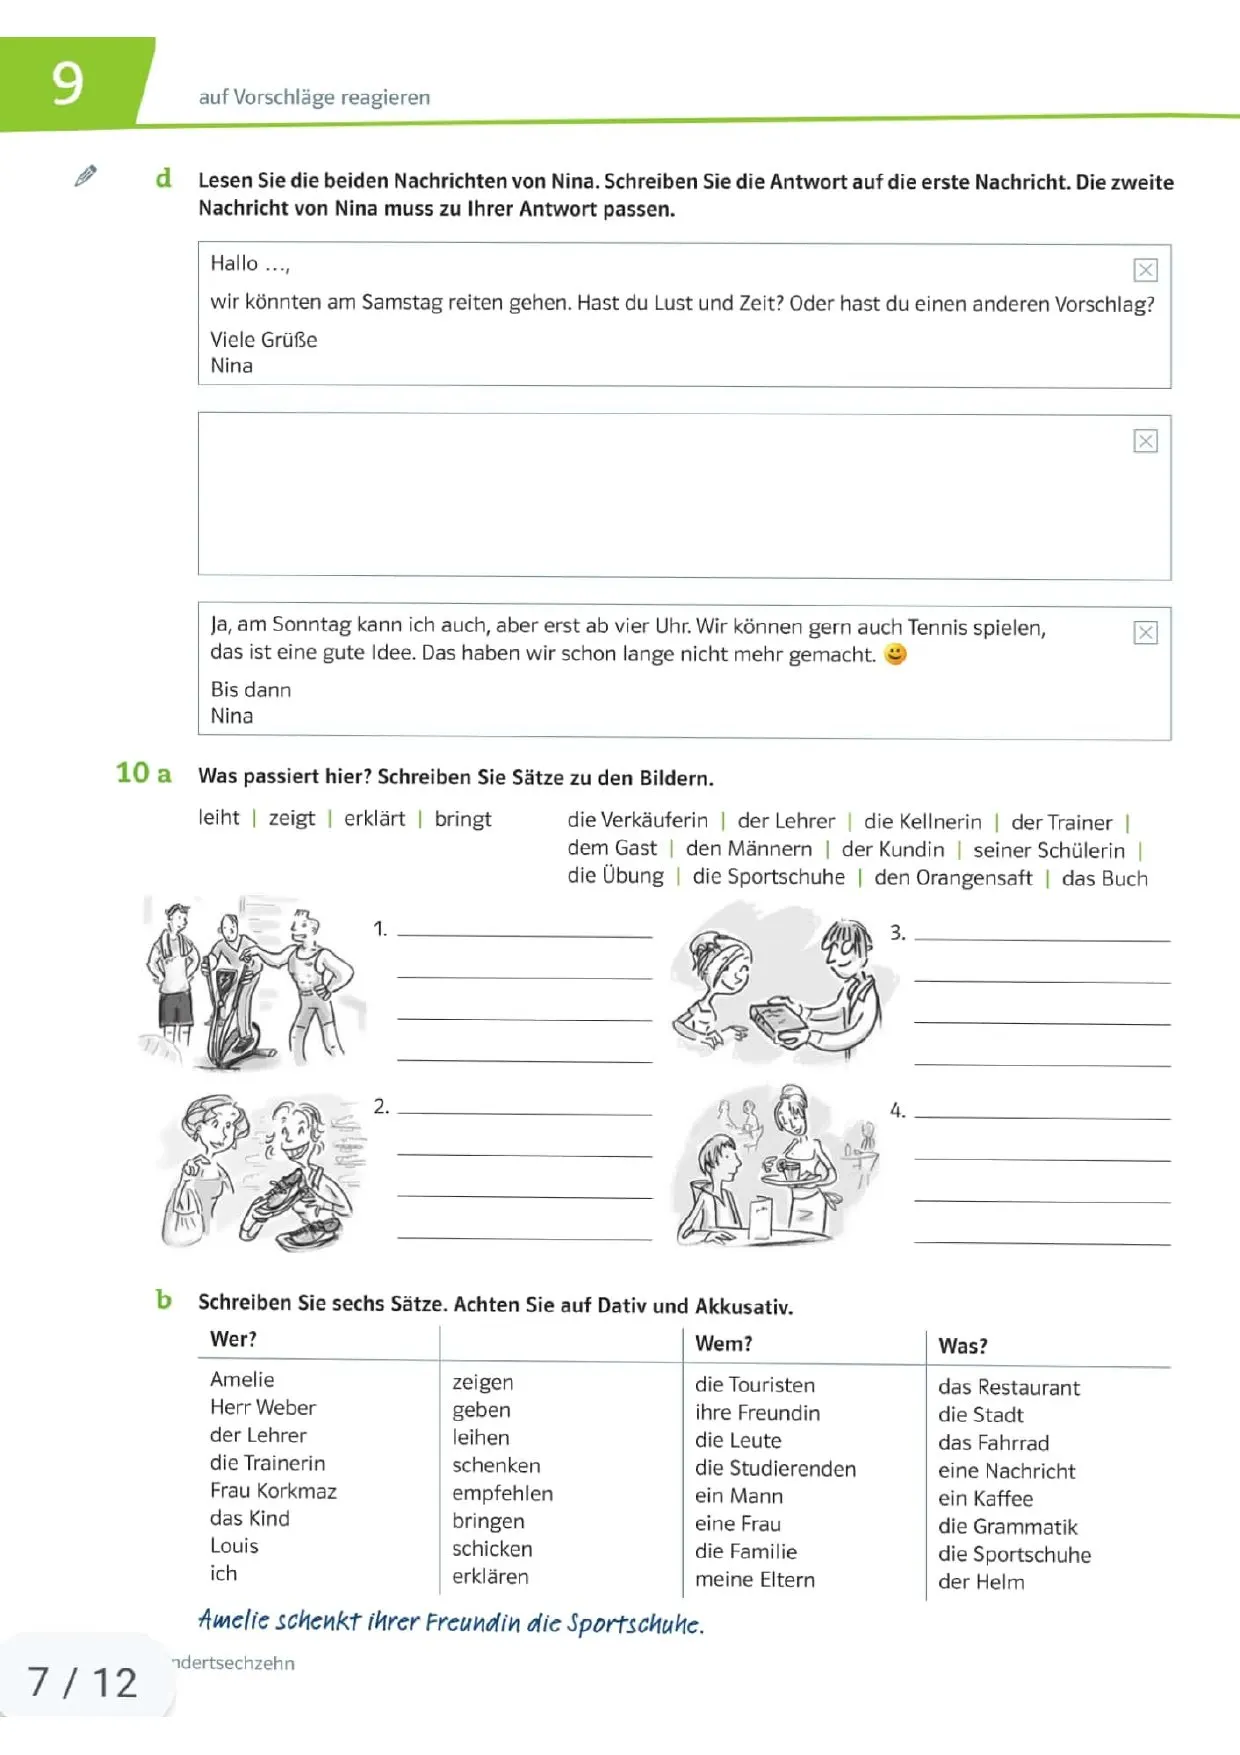 9
auf Vorschläge reagieren
d Lesen Sie die beiden Nachrichten von Nina. Schreiben Sie die Antwort auf die erste Nachricht. Die zweite
Nachricht von Nina muss zu Ihrer Antwort passen.
Hallo …,
wir könnten am Samstag reiten gehen. Hast du Lust und Zeit? Oder hast du einen anderen Vorschlag?
Viele Grüße
Nina
Ja, am Sonntag kann ich auch, aber erst ab vier Uhr. Wir können gern auch Tennis spielen,
das ist eine gute Idee. Das haben wir schon lange nicht mehr gemacht. 😀
Bis dann
Nina
10 a Was passiert hier? Schreiben Sie Sätze zu den Bildern.
leiht | zeigt | erklärt | bringt
die Verkäuferin | der Lehrer | die Kellnerin | der Trainer |
dem Gast | den Männern | der Kundin | seiner Schülerin |
die Übung | die Sportschuhe | den Orangensaft | das Buch
1.
3.
2.
4.
b Schreiben Sie sechs Sätze. Achten Sie auf Dativ und Akkusativ.
Wer? Wem? Was?
Amelie zeigen die Touristen das Restaurant
Herr Weber geben ihre Freundin die Stadt
der Lehrer leihen die Leute das Fahrrad
die Trainerin schenken die Studierenden eine Nachricht
Frau Korkmaz empfehlen ein Mann ein Kaffee
das Kind bringen eine Frau die Grammatik
Louis schicken die Familie die Sportschuhe
ich erklären meine Eltern der Helm
Amelie schenkt ihrer Freundin die Sportschuhe.
7 / 12
ndertsechzehn